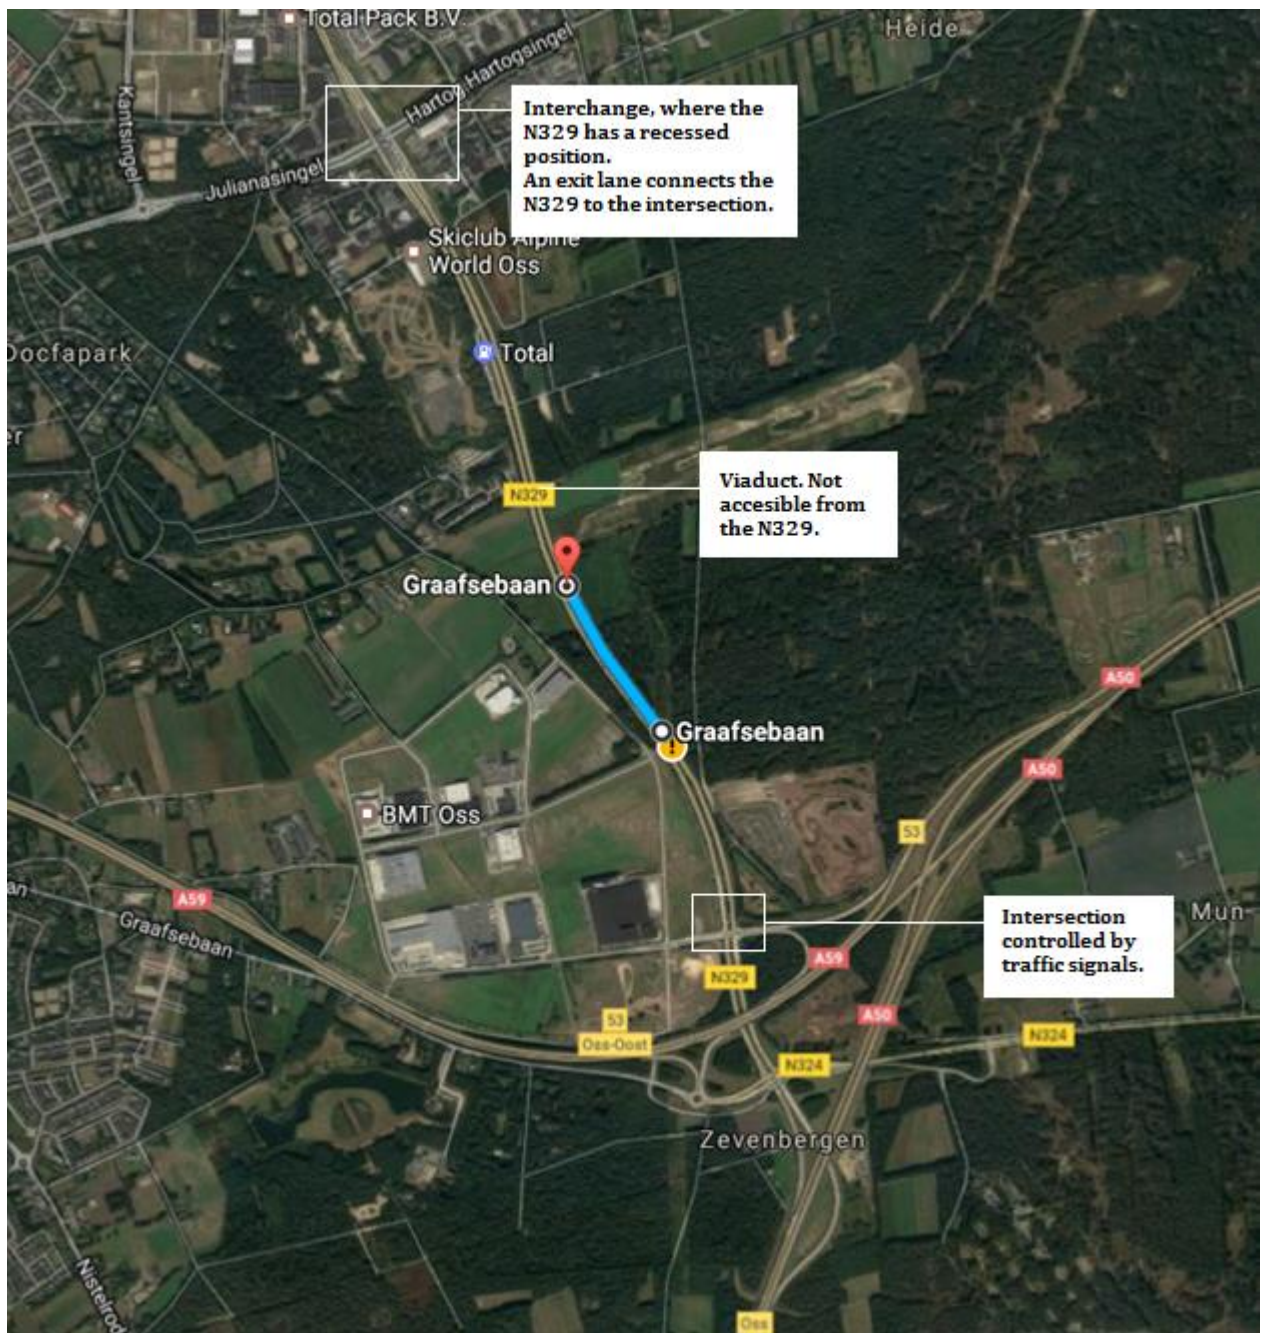 Total Pack B.V.
Heide
Hartog Hartogsingel
Kantsingel
Interchange, where the
N329 has a recessed
position.
An exit lane connects the
N329 to the intersection.
Julianasingel
Skiclub Alpine
World Oss
Docfapark
Total
er
N329
Viaduct. Not
accesible from
the N329.
Graafsebaan
A50
Graafsebaan
A50
BMT Oss
53
A59
an
Graafsebaan
Intersection
controlled by
traffic signals.
Mun
A59
N329
A50
53
Oss-Oost
N324
N324
Zevenbergen
Nistelrod
Oss